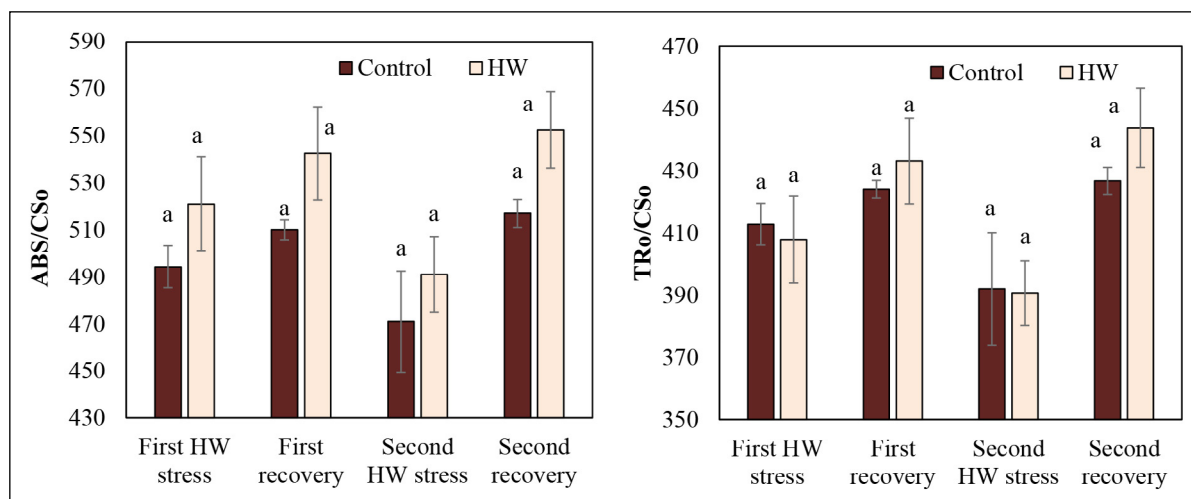 ABS/CSo
590
570
550
530
510
490
470
450
430
Control HW
a a a a a a a a
First HW stress
First recovery
Second HW stress
Second recovery
TRo/CSo
470
450
430
410
390
370
350
Control HW
a a a a a a a a
First HW stress
First recovery
Second HW stress
Second recovery